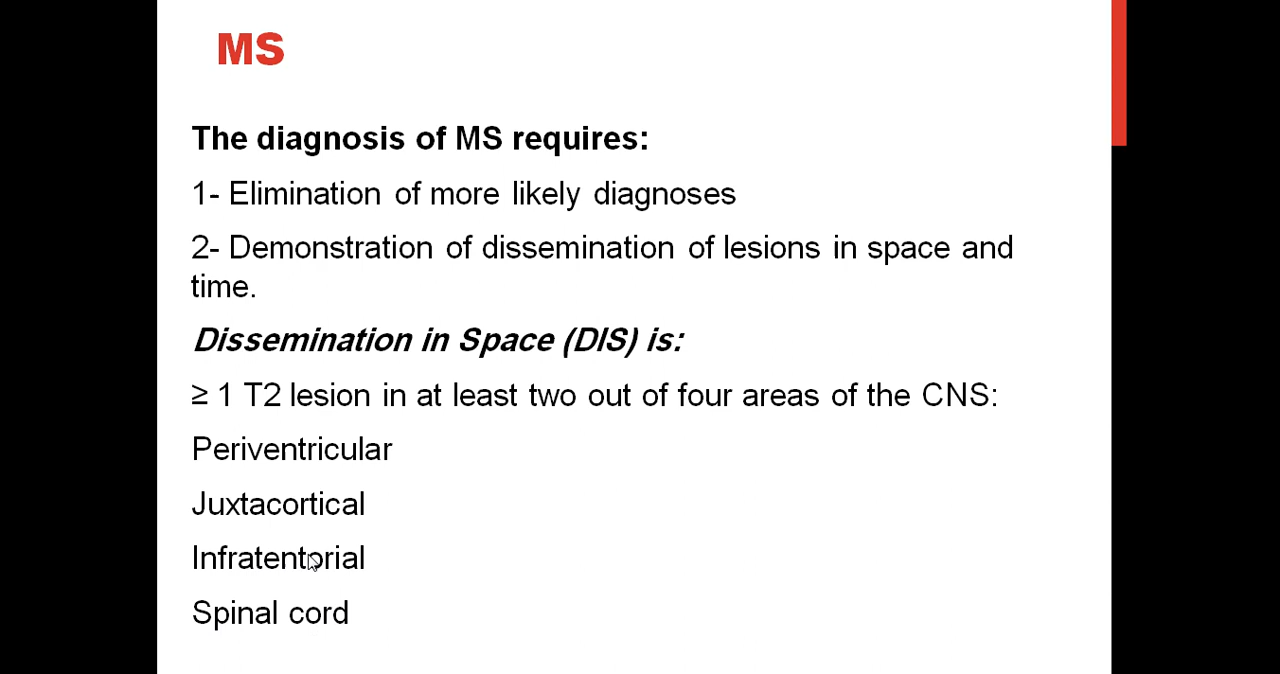 MS
The diagnosis of MS requires:
1- Elimination of more likely diagnoses
2- Demonstration of dissemination of lesions in space and
time.
Dissemination in Space (DIS) is:
≥ 1 T2 lesion in at least two out of four areas of the CNS:
Periventricular
Juxtacortical
Infratentorial
Spinal cord